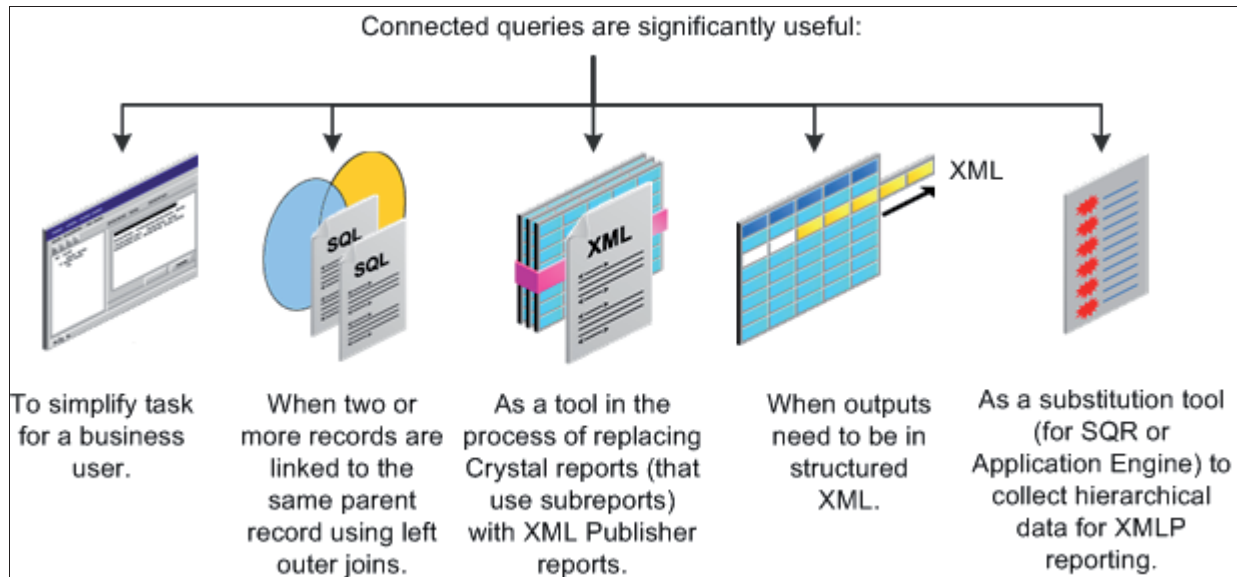 Connected queries are significantly useful:
XML
SQL
SQL
XML
To simplify task
for a business
user.
When two or
more records are
linked to the
same parent
record using left
outer joins.
As a tool in the
process of replacing
Crystal reports (that
use subreports)
with XML Publisher
reports.
When outputs
need to be in
structured
XML.
As a substitution tool
(for SQR or
Application Engine) to
collect hierarchical
data for XMLP
reporting.